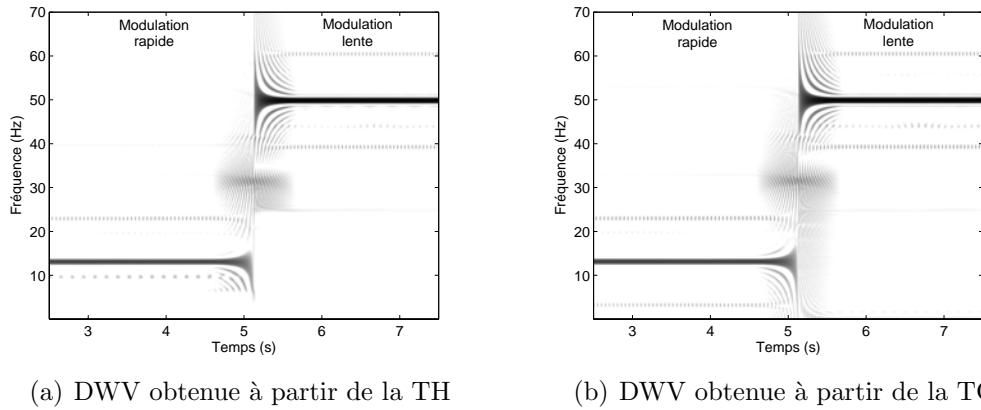 Modulation
rapide
Modulation
lente
70
60
50
40
30
20
10
Fréquence (Hz)
3 4 5 6 7
Temps (s)
(a) DWV obtenue à partir de la TH
Modulation
rapide
Modulation
lente
70
60
50
40
30
20
10
Fréquence (Hz)
3 4 5 6 7
Temps (s)
(b) DWV obtenue à partir de la